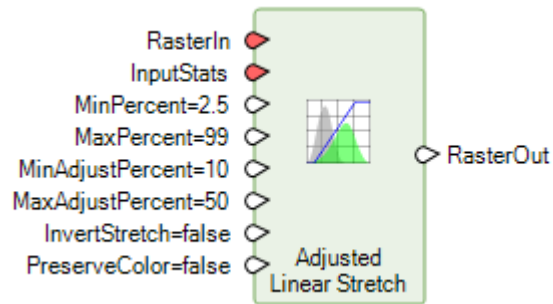 RasterIn
InputStats
MinPercent=2.5
MaxPercent=99
MinAdjustPercent=10
MaxAdjustPercent=50
InvertStretch=false
PreserveColor=false
RasterOut
Adjusted
Linear Stretch